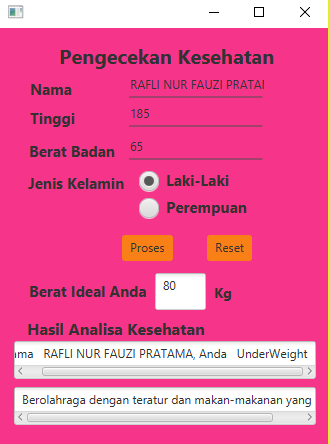 Pengecekan Kesehatan
Nama RAFLI NUR FAUZI PRATAM
Tinggi 185
Berat Badan 65
Jenis Kelamin Laki-Laki
Perempuan
Proses Reset
Berat Ideal Anda 80 Kg
Hasil Analisa Kesehatan
ama RAFLI NUR FAUZI PRATAMA, Anda UnderWeight
Berolahraga dengan teratur dan makan-makanan yang